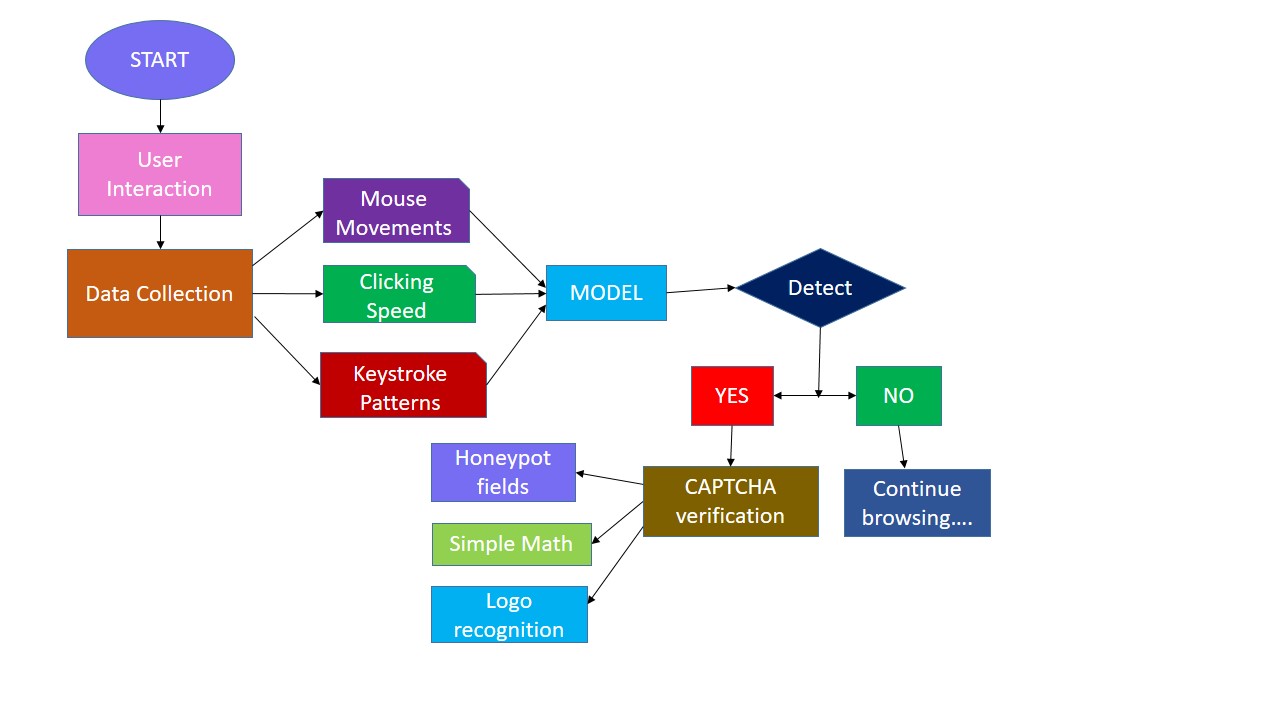 START
User
Interaction
Data Collection
Mouse
Movements
Clicking
Speed
Keystroke
Patterns
MODEL
Detect
YES
NO
CAPTCHA
verification
Continue
browsing....
Honeypot
fields
Simple Math
Logo
recognition